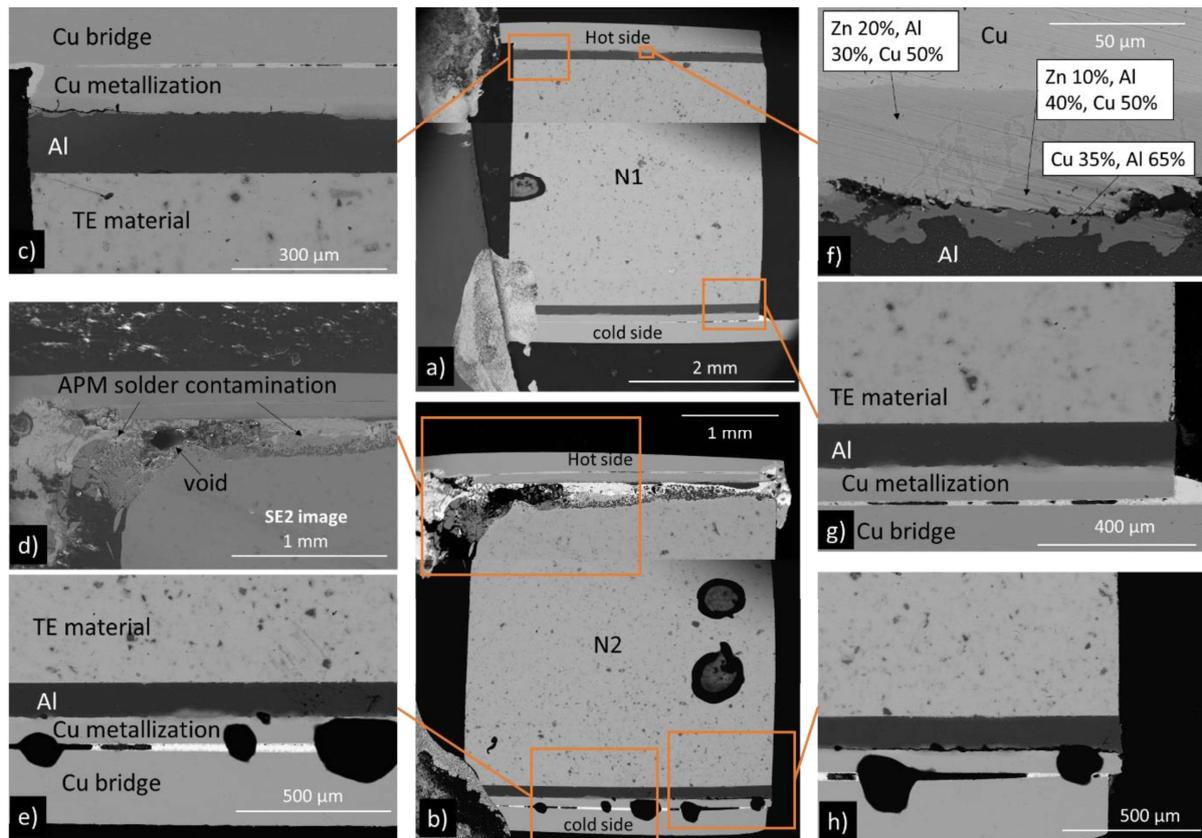 Cu bridge
Cu metallization
Al
TE material
c)
300 µm
Hot side
N1
cold side
a)
2 mm
Zn 20%, Al
30%, Cu 50%
Cu
50 µm
Zn 10%, Al
40%, Cu 50%
Cu 35%, Al 65%
f)
Al
APM solder contamination
void
SE2 image
d)
1 mm
1 mm
Hot side
N2
b)
cold side
TE material
Al
Cu metallization
g)
Cu bridge
400 µm
TE material
Al
Cu metallization
Cu bridge
e)
500 µm
h)
500 µm